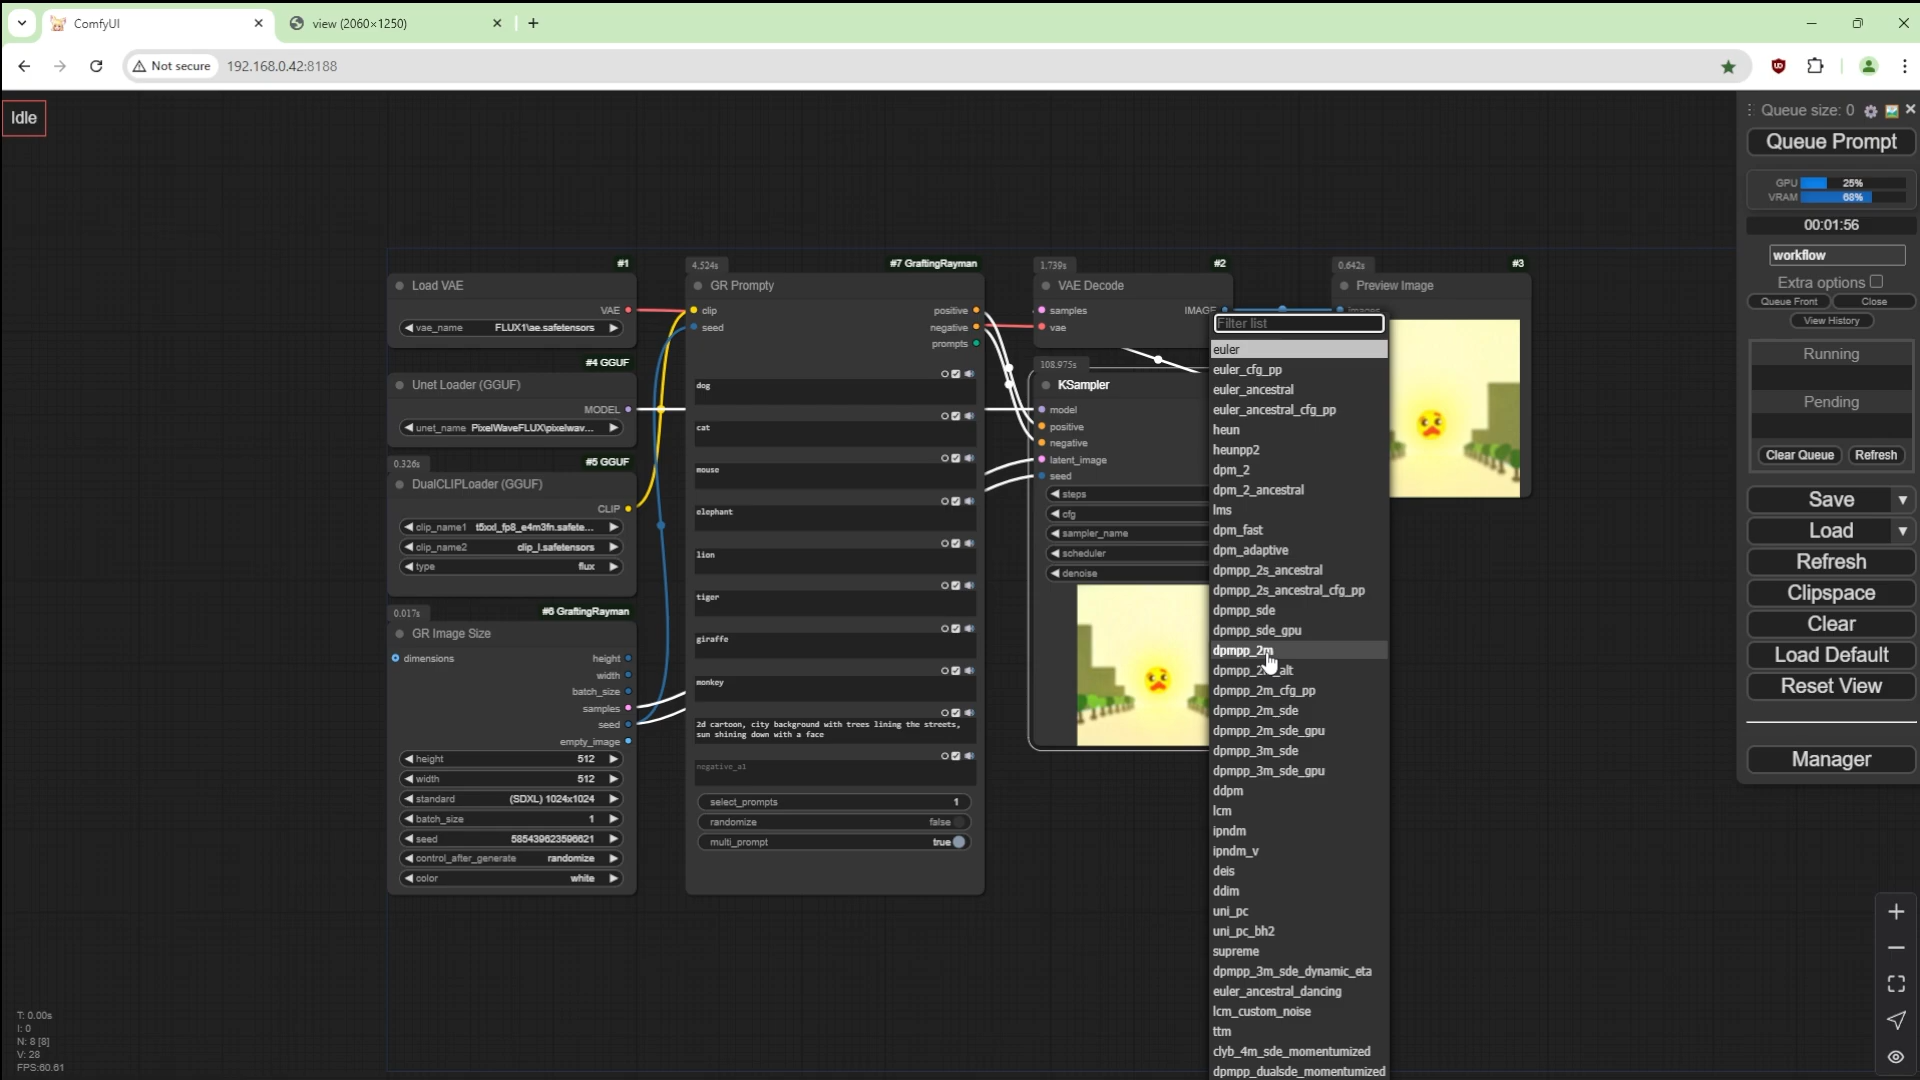 ComfyUI
view (2060×1250)
Not secure
192.168.0.42:8188
Idle
Queue size: 0
Queue Prompt
GPU 25%
VRAM 68%
00:01:56
workflow
Extra options
Queue Front
Close
View History
Running
Pending
Clear Queue
Refresh
Save
Load
Refresh
Clipspace
Clear
Load Default
Reset View
Manager
#1
Load VAE
VAE
vae_name FLUX1\ae.safetensors
#4 GGUF
Unet Loader (GGUF)
MODEL
unet_name PixelWaveFLUX\pixelwav...
0.326s
#5 GGUF
DualCLIPLoader (GGUF)
CLIP
clip_name1 t5xxl_fp8_e4m3fn.safete...
clip_name2 clip_l.safetensors
type flux
0.017s
#6 GraftingRayman
GR Image Size
dimensions
height
width
batch_size
samples
seed
empty_image
height 512
width 512
standard (SDXL) 1024x1024
batch_size 1
seed 585439623596621
control_after_generate randomize
color white
4.524s
#7 GraftingRayman
GR Prompty
clip
seed
positive
negative
prompts
dog
cat
mouse
elephant
lion
tiger
giraffe
monkey
2d cartoon, city background with trees lining the streets,
sun shining down with a face
negative_a1
select_prompts 1
randomize false
multi_prompt true
1.739s
#2
VAE Decode
samples
IMAGE
vae
108.975s
KSampler
model
positive
negative
latent_image
seed
steps
cfg
sampler_name
scheduler
denoise
0.642s
#3
Preview Image
images
Filter list
euler
euler_cfg_pp
euler_ancestral
euler_ancestral_cfg_pp
heun
heunpp2
dpm_2
dpm_2_ancestral
lms
dpm_fast
dpm_adaptive
dpmpp_2s_ancestral
dpmpp_2s_ancestral_cfg_pp
dpmpp_sde
dpmpp_sde_gpu
dpmpp_2m
dpmpp_2m_alt
dpmpp_2m_cfg_pp
dpmpp_2m_sde
dpmpp_2m_sde_gpu
dpmpp_3m_sde
dpmpp_3m_sde_gpu
ddpm
lcm
ipndm
ipndm_v
deis
ddim
uni_pc
uni_pc_bh2
supreme
dpmpp_3m_sde_dynamic_eta
euler_ancestral_dancing
lcm_custom_noise
ttm
clyb_4m_sde_momentumized
dpmpp_dualsde_momentumized
T: 0.00s
I: 0
N: 8 [8]
V: 28
FPS:60.61